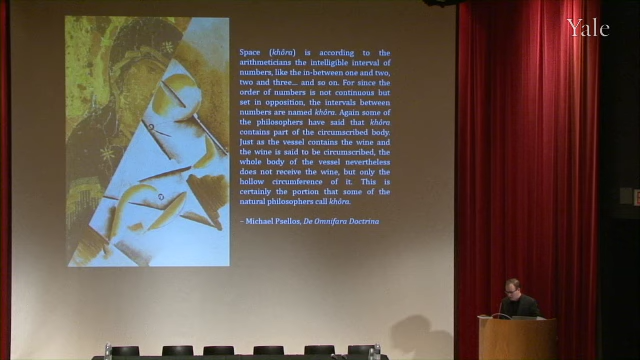 Yale
Space (khôra) is according to the
arithmeticians the intelligible interval of
numbers, like the in-between one and two,
two and three... and so on. For since the
order of numbers is not continuous but
set in opposition, the intervals between
numbers are named khôra. Again some of
the philosophers have said that khôra
contains part of the circumscribed body.
Just as the vessel contains the wine and
the wine is said to be circumscribed, the
whole body of the vessel nevertheless
does not receive the wine, but only the
hollow circumference of it. This is
certainly the portion that some of the
natural philosophers call khôra.
– Michael Psellos, De Omnifara Doctrina